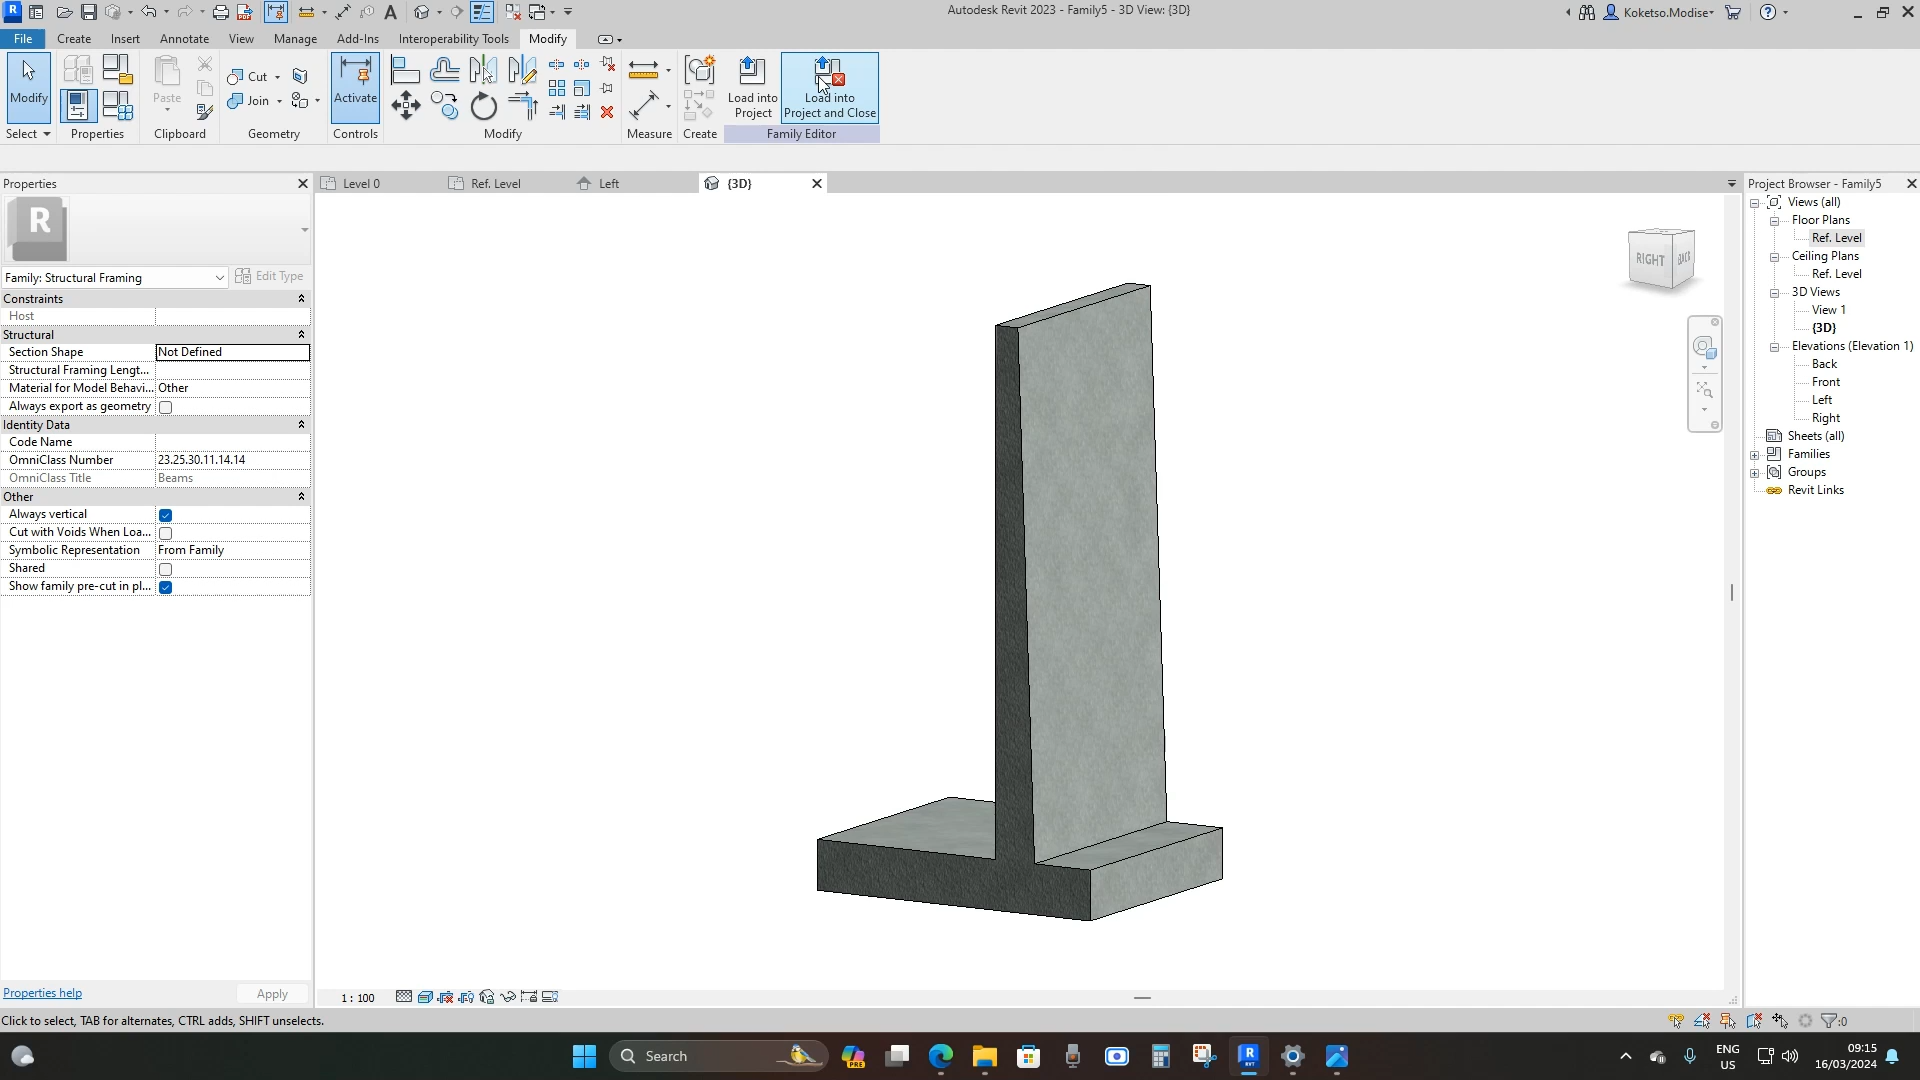 Autodesk Revit 2023 - Family5 - 3D View: {3D}
Koketso.Modise
File Create Insert Annotate View Manage Add-Ins Interoperability Tools Modify
Modify
Paste
Cut
Join
Activate
Load into Project
Load into Project and Close
Select Properties Clipboard Geometry Controls Modify Measure Create Family Editor
Properties
R
Family: Structural Framing
Edit Type
Constraints
Host
Structural
Section Shape Not Defined
Structural Framing Lengt...
Material for Model Behavi... Other
Always export as geometry
Identity Data
Code Name
OmniClass Number 23.25.30.11.14.14
OmniClass Title Beams
Other
Always vertical
Cut with Voids When Loa...
Symbolic Representation From Family
Shared
Show family pre-cut in pl...
Properties help
Apply
Level 0
Ref. Level
Left
{3D}
RIGHT
BACK
Project Browser - Family5
Views (all)
Floor Plans
Ref. Level
Ceiling Plans
Ref. Level
3D Views
View 1
{3D}
Elevations (Elevation 1)
Back
Front
Left
Right
Sheets (all)
Families
Groups
Revit Links
1 : 100
Click to select, TAB for alternates, CTRL adds, SHIFT unselects.
:0
Search
PRE
ENG
US
09:15
16/03/2024